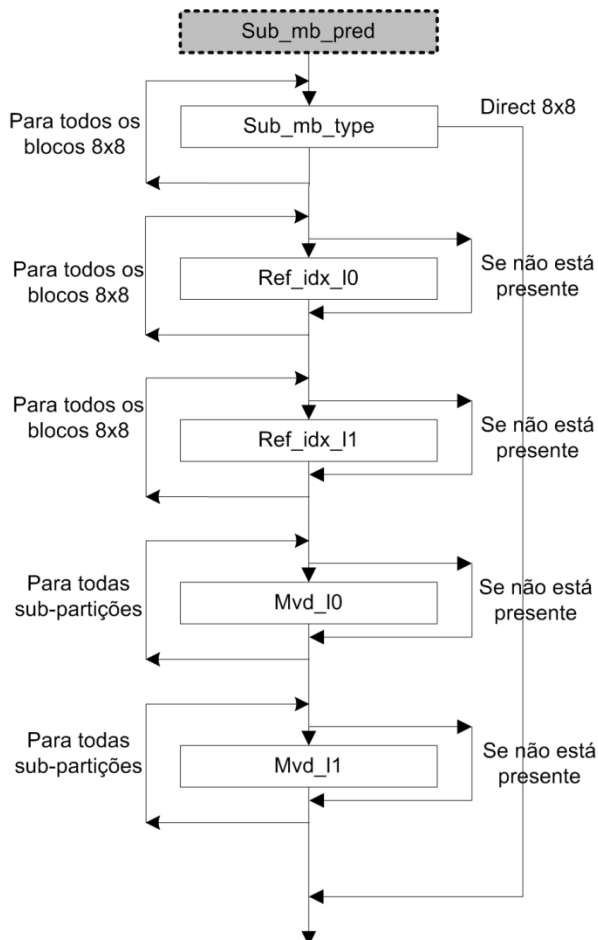 Sub_mb_pred
Para todos os
blocos 8x8
Sub_mb_type
Direct 8x8
Para todos os
blocos 8x8
Ref_idx_l0
Se não está
presente
Para todos os
blocos 8x8
Ref_idx_l1
Se não está
presente
Para todas
sub-partições
Mvd_l0
Se não está
presente
Para todas
sub-partições
Mvd_l1
Se não está
presente